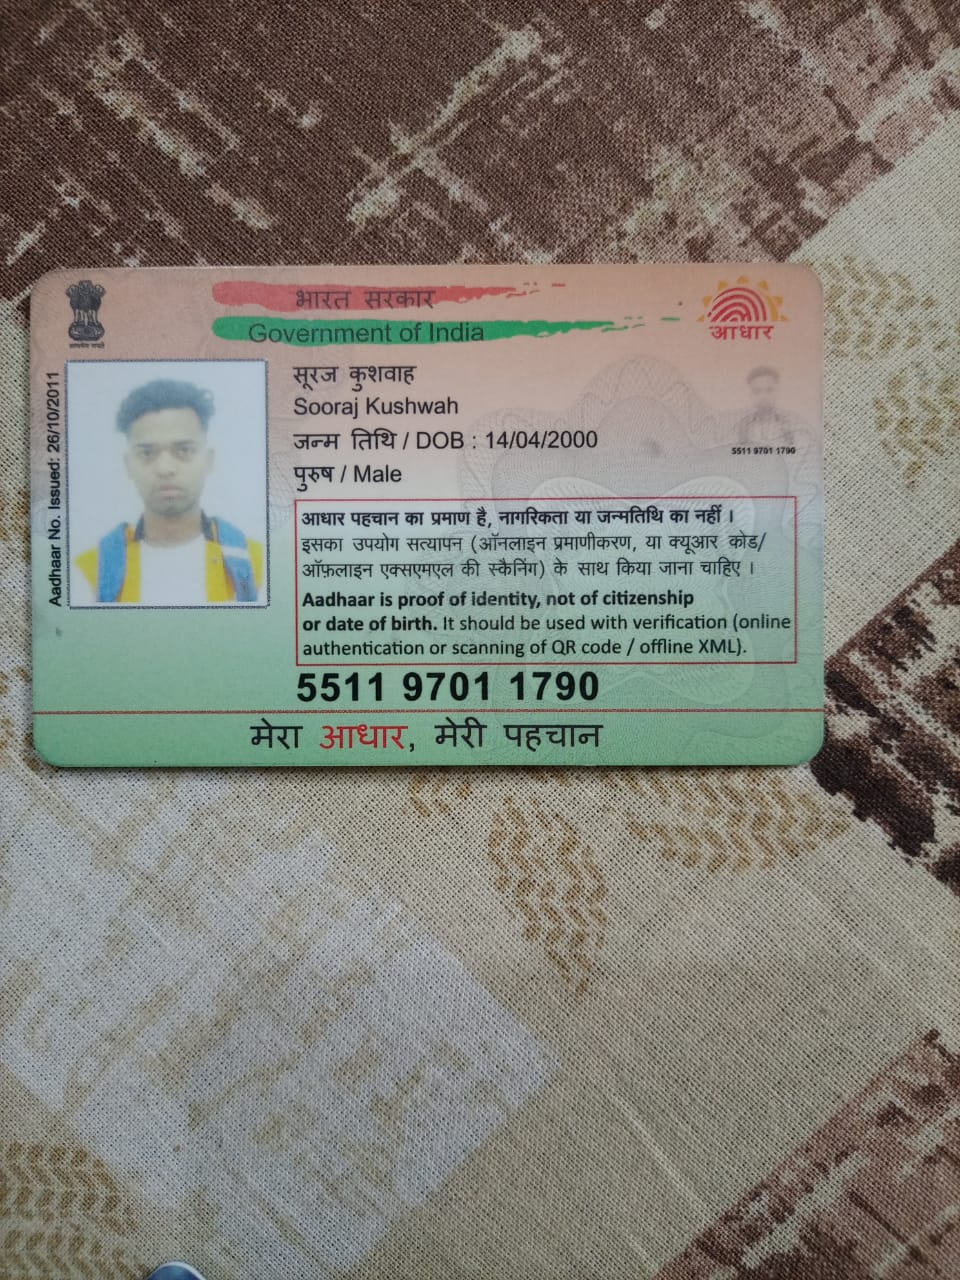 भारत सरकार
Government of India
आधार
Aadhaar No. Issued: 26/10/2011
सूरज कुशवाह
Sooraj Kushwah
जन्म तिथि / DOB : 14/04/2000
पुरुष / Male
5511 9701 1790
आधार पहचान का प्रमाण है, नागरिकता या जन्मतिथि का नहीं ।
इसका उपयोग सत्यापन (ऑनलाइन प्रमाणीकरण, या क्यूआर कोड/
ऑफ़लाइन एक्सएमएल की स्कैनिंग) के साथ किया जाना चाहिए ।
Aadhaar is proof of identity, not of citizenship
or date of birth. It should be used with verification (online
authentication or scanning of QR code / offline XML).
5511 9701 1790
मेरा आधार, मेरी पहचान